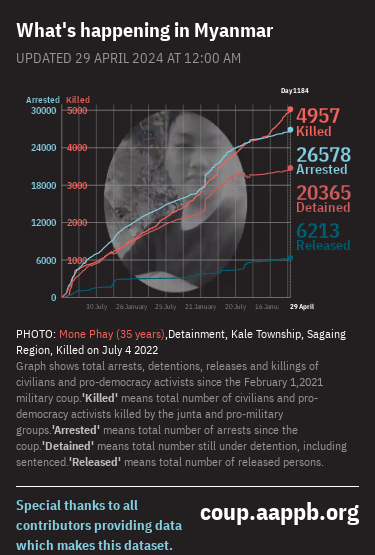 What's happening in Myanmar
UPDATED 29 APRIL 2024 AT 12:00 AM
Day1184
Arrested Killed
30000 5000
24000 4000
18000 3000
12000 2000
6000 1000
0
4957
Killed
26578
Arrested
20365
Detained
6213
Released
30 July 26 January 25 July 21 January 20 July 16 Janu. 29 April
PHOTO: Mone Phay (35 years),Detainment, Kale Township, Sagaing
Region, Killed on July 4 2022
Graph shows total arrests, detentions, releases and killings of
civilians and pro-democracy activists since the February 1,2021
military coup.'Killed' means total number of civilians and pro-
democracy activists killed by the junta and pro-military
groups.'Arrested' means total number of arrests since the
coup.'Detained' means total number still under detention, including
sentenced.'Released' means total number of released persons.
Special thanks to all
contributors providing data
which makes this dataset.
coup.aappb.org